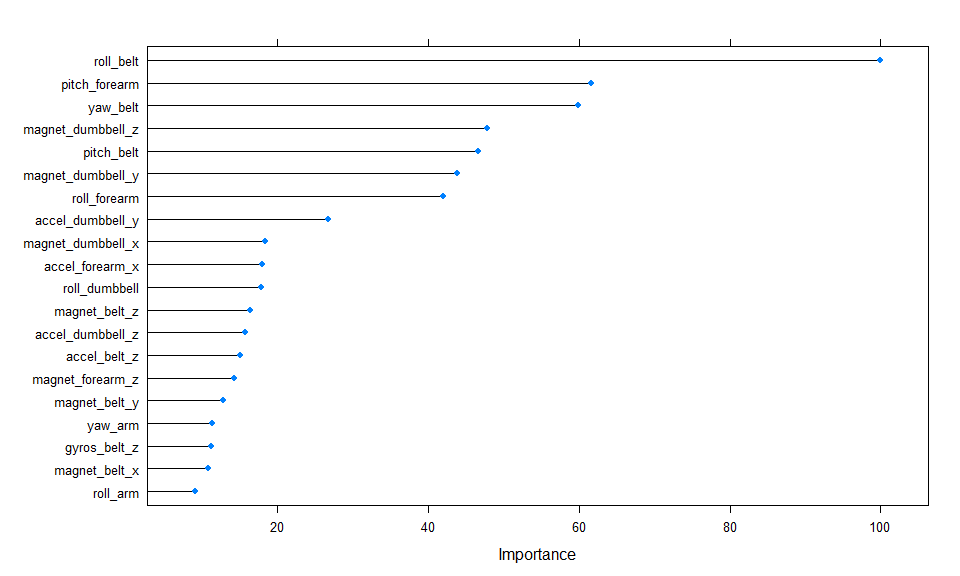 roll_belt
pitch_forearm
yaw_belt
magnet_dumbbell_z
pitch_belt
magnet_dumbbell_y
roll_forearm
accel_dumbbell_y
magnet_dumbbell_x
accel_forearm_x
roll_dumbbell
magnet_belt_z
accel_dumbbell_z
accel_belt_z
magnet_forearm_z
magnet_belt_y
yaw_arm
gyros_belt_z
magnet_belt_x
roll_arm
20 40 60 80 100
Importance